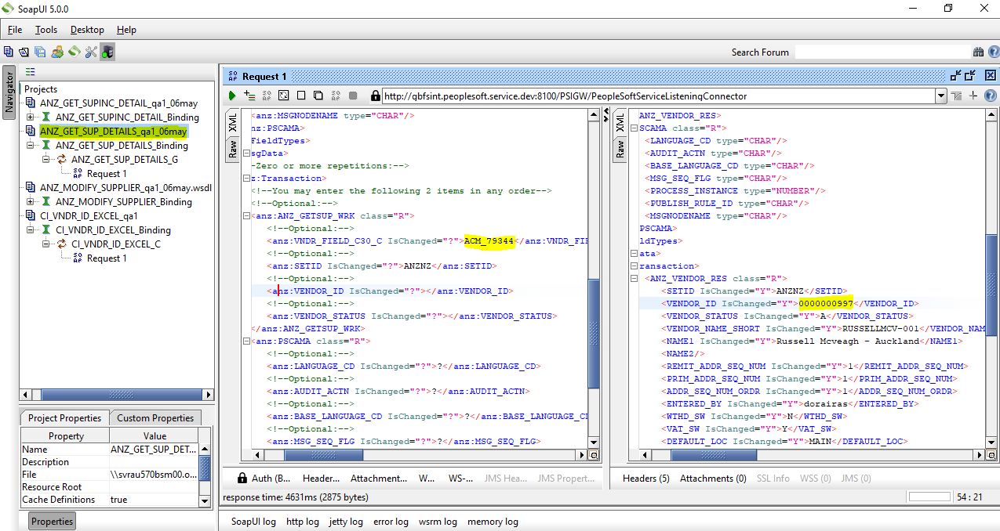 SoapUI 5.0.0
File Tools Desktop Help
Search Forum
Navigator
Projects
ANZ_GET_SUPINC_DETAIL_qa1_06may
ANZ_GET_SUPINC_DETAIL_Binding
ANZ_GET_SUP_DETAILS_qa1_06may
ANZ_GET_SUP_DETAILS_Binding
ANZ_GET_SUP_DETAILS_G
Request 1
ANZ_MODIFY_SUPPLIER_qa1_06may.wsdl
ANZ_MODIFY_SUPPLIER_Binding
CI_VNDR_ID_EXCEL_qa1
CI_VNDR_ID_EXCEL_Binding
CI_VNDR_ID_EXCEL_C
Request 1
Project Properties Custom Properties
Property Value
Name ANZ_GET_SUP_DET...
Description
File \\svrau570bsm00.o...
Resource Root
Cache Definitions true
Properties
Request 1
http://qbfsint.peoplesoft.service.dev:8100/PSIGW/PeopleSoftServiceListeningConnector
XML
Raw
<anz:MSGNODENAME type="CHAR"/>
nz:PSCAMA>
FieldTypes>
sgData>
-Zero or more repetitions:-->
z:Transaction>
<!--You may enter the following 2 items in any order-->
<!--Optional:-->
<anz:ANZ_GETSUP_WRK class="R">
<!--Optional:-->
<anz:VNDR_FIELD_C30_C IsChanged="?">ACM_79344</anz:VNDR_FIE
<!--Optional:-->
<anz:SETID IsChanged="?">ANZNZ</anz:SETID>
<!--Optional:-->
<anz:VENDOR_ID IsChanged="?"></anz:VENDOR_ID>
<!--Optional:-->
<anz:VENDOR_STATUS IsChanged="?"></anz:VENDOR_STATUS>
</anz:ANZ_GETSUP_WRK>
<anz:PSCAMA class="R">
<!--Optional:-->
<anz:LANGUAGE_CD IsChanged="?">?</anz:LANGUAGE_CD>
<!--Optional:-->
<anz:AUDIT_ACTN IsChanged="?">?</anz:AUDIT_ACTN>
<!--Optional:-->
<anz:BASE_LANGUAGE_CD IsChanged="?">?</anz:BASE_LANGUAGE_CD
<!--Optional:-->
<anz:MSG_SEQ_FLG IsChanged="?">?</anz:MSG_SEQ_FLG>
Auth (B... Header... Attachment... W... WS-... JMS Hea... JMS Propert...
XML
Raw
ANZ_VENDOR_RES>
SCAMA class="R">
<LANGUAGE_CD type="CHAR"/>
<AUDIT_ACTN type="CHAR"/>
<BASE_LANGUAGE_CD type="CHAR"/>
<MSG_SEQ_FLG type="CHAR"/>
<PROCESS_INSTANCE type="NUMBER"/>
<PUBLISH_RULE_ID type="CHAR"/>
<MSGNODENAME type="CHAR"/>
PSCAMA>
ldTypes>
ata>
ransaction>
<ANZ_VENDOR_RES class="R">
<SETID IsChanged="Y">ANZNZ</SETID>
<VENDOR_ID IsChanged="Y">0000000997</VENDOR_ID>
<VENDOR_STATUS IsChanged="Y">A</VENDOR_STATUS>
<VENDOR_NAME_SHORT IsChanged="Y">RUSSELLMCV-001</VENDOR_NAM
<NAME1 IsChanged="Y">Russell Mcveagh - Auckland</NAME1>
<NAME2/>
<REMIT_ADDR_SEQ_NUM IsChanged="Y">1</REMIT_ADDR_SEQ_NUM>
<PRIM_ADDR_SEQ_NUM IsChanged="Y">1</PRIM_ADDR_SEQ_NUM>
<ADDR_SEQ_NUM_ORDR IsChanged="Y">1</ADDR_SEQ_NUM_ORDR>
<ENTERED_BY IsChanged="Y">dorairas</ENTERED_BY>
<WTHD_SW IsChanged="Y">N</WTHD_SW>
<VAT_SW IsChanged="Y">Y</VAT_SW>
<DEFAULT_LOC IsChanged="Y">MAIN</DEFAULT_LOC>
Headers (5) Attachments (0) SSL Info WSS (0) JMS (0)
response time: 4631ms (2875 bytes)
54 : 21
SoapUI log http log jetty log error log wsrm log memory log